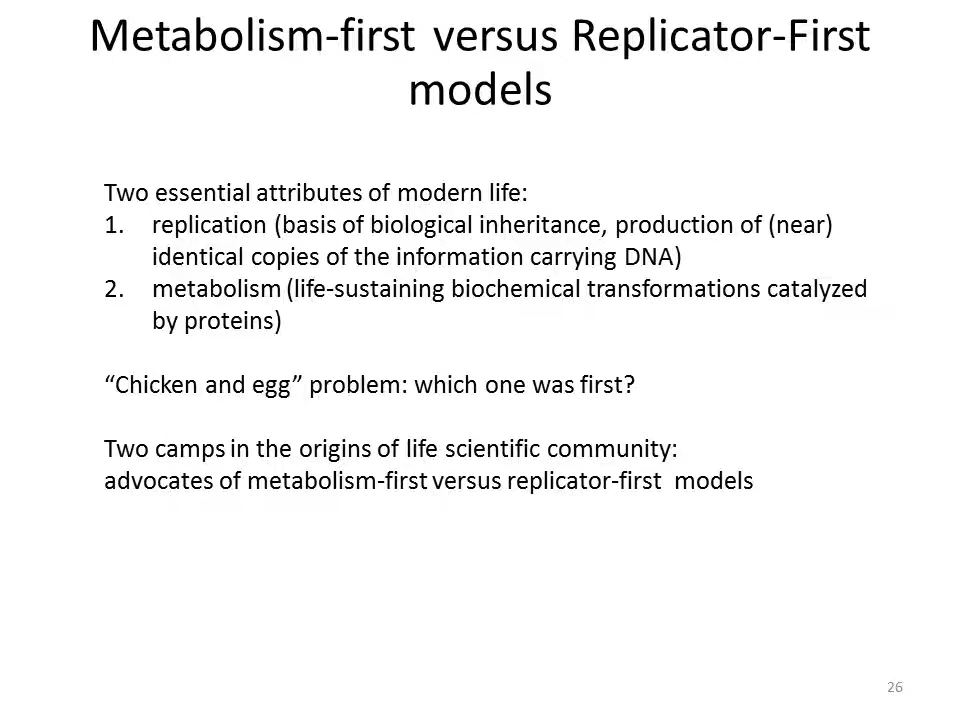 Metabolism-first versus Replicator-First
models
Two essential attributes of modern life:
1. replication (basis of biological inheritance, production of (near)
identical copies of the information carrying DNA)
2. metabolism (life-sustaining biochemical transformations catalyzed
by proteins)
“Chicken and egg” problem: which one was first?
Two camps in the origins of life scientific community:
advocates of metabolism-first versus replicator-first models
26